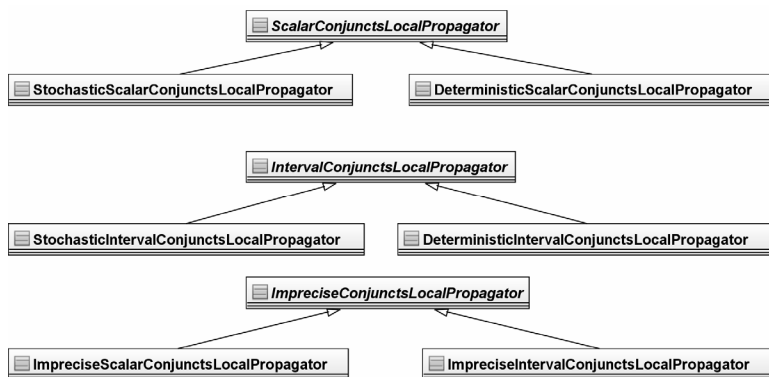 ScalarConjunctsLocalPropagator
StochasticScalarConjunctsLocalPropagator
DeterministicScalarConjunctsLocalPropagator
IntervalConjunctsLocalPropagator
StochasticIntervalConjunctsLocalPropagator
DeterministicIntervalConjunctsLocalPropagator
ImpreciseConjunctsLocalPropagator
ImpreciseScalarConjunctsLocalPropagator
ImpreciseIntervalConjunctsLocalPropagator